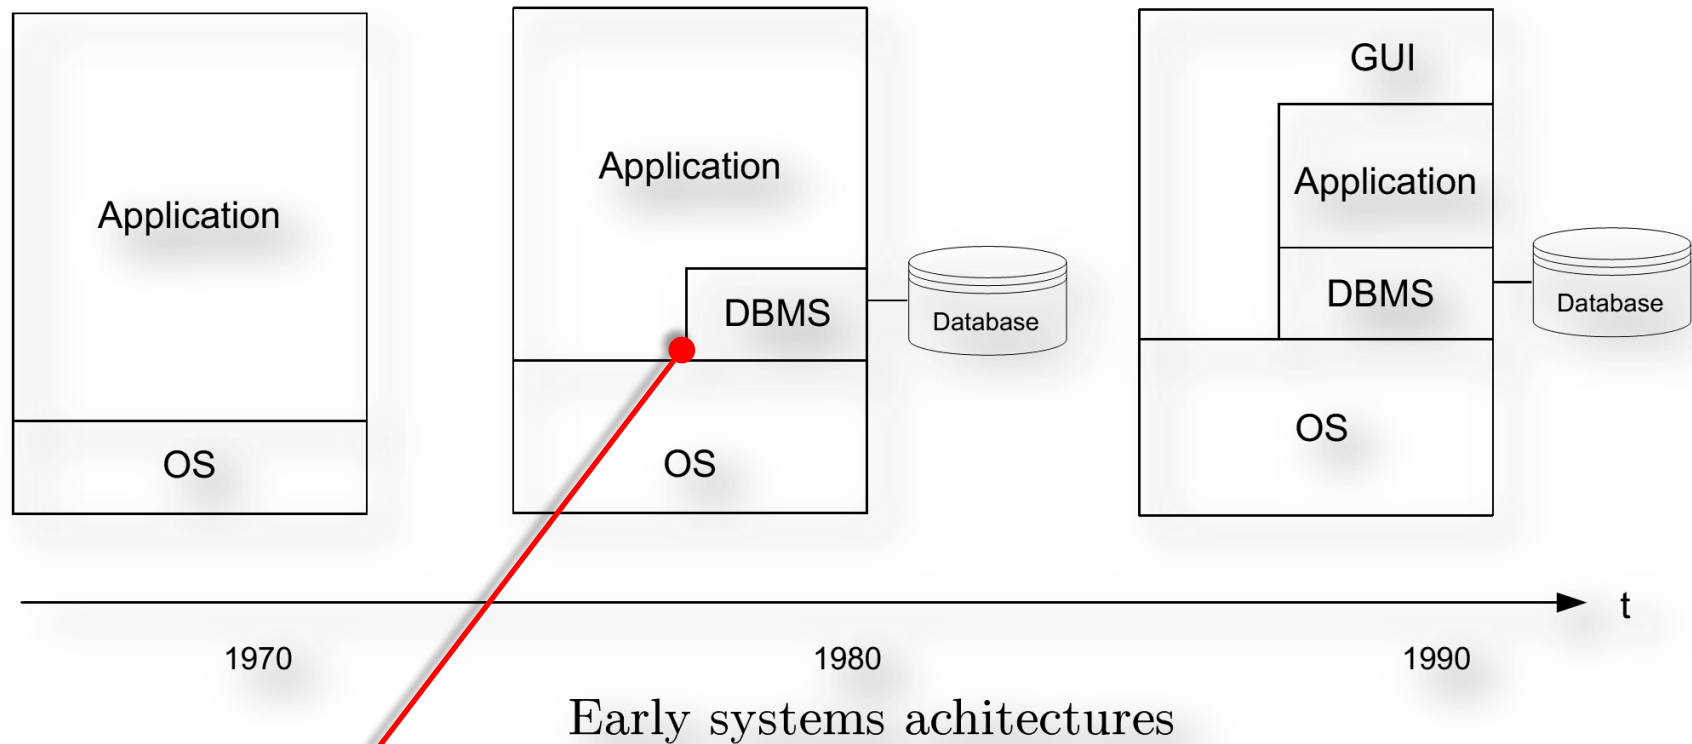 Application
OS
Application
DBMS
Database
OS
GUI
Application
DBMS
Database
OS
t
1970
1980
1990
Early systems achitectures